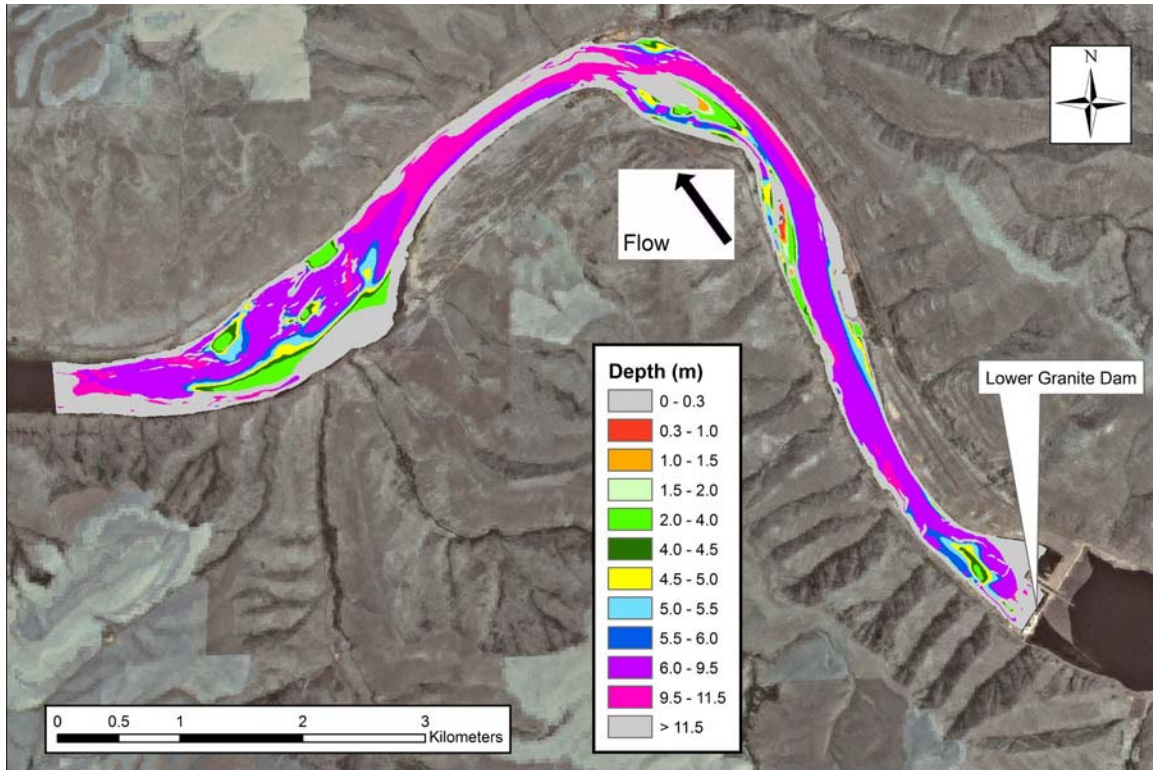 N
Flow
Lower Granite Dam
Depth (m)
0 - 0.3
0.3 - 1.0
1.0 - 1.5
1.5 - 2.0
2.0 - 4.0
4.0 - 4.5
4.5 - 5.0
5.0 - 5.5
5.5 - 6.0
6.0 - 9.5
9.5 - 11.5
> 11.5
0 0.5 1 2 3
Kilometers